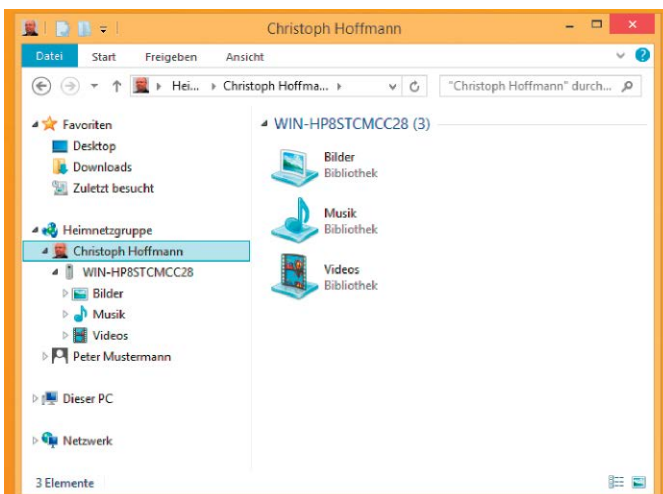 Christoph Hoffmann
Datei Start Freigeben Ansicht
Hei... Christoph Hoffma... "Christoph Hoffmann" durch...
Favoriten
Desktop
Downloads
Zuletzt besucht
Heimnetzgruppe
Christoph Hoffmann
WIN-HP8STCMCC28
Bilder
Musik
Videos
Peter Mustermann
Dieser PC
Netzwerk
WIN-HP8STCMCC28 (3)
Bilder
Bibliothek
Musik
Bibliothek
Videos
Bibliothek
3 Elemente